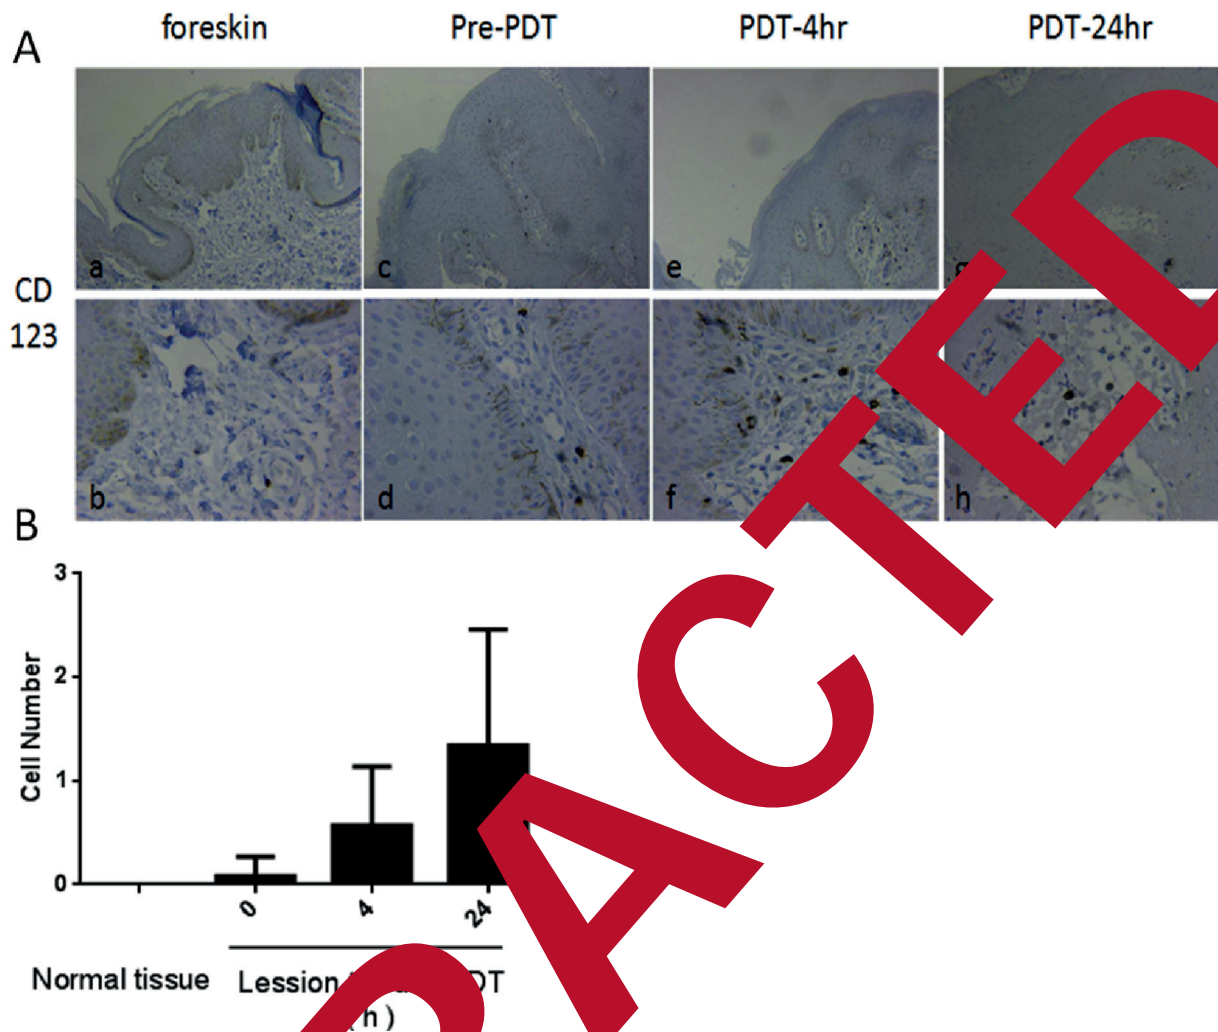 foreskin Pre-PDT PDT-4hr PDT-24hr
A
a c e
CD
123
b d f h
B
3
2
1
0
Cell Number
0 4 24
Normal tissue Lession
RACTED